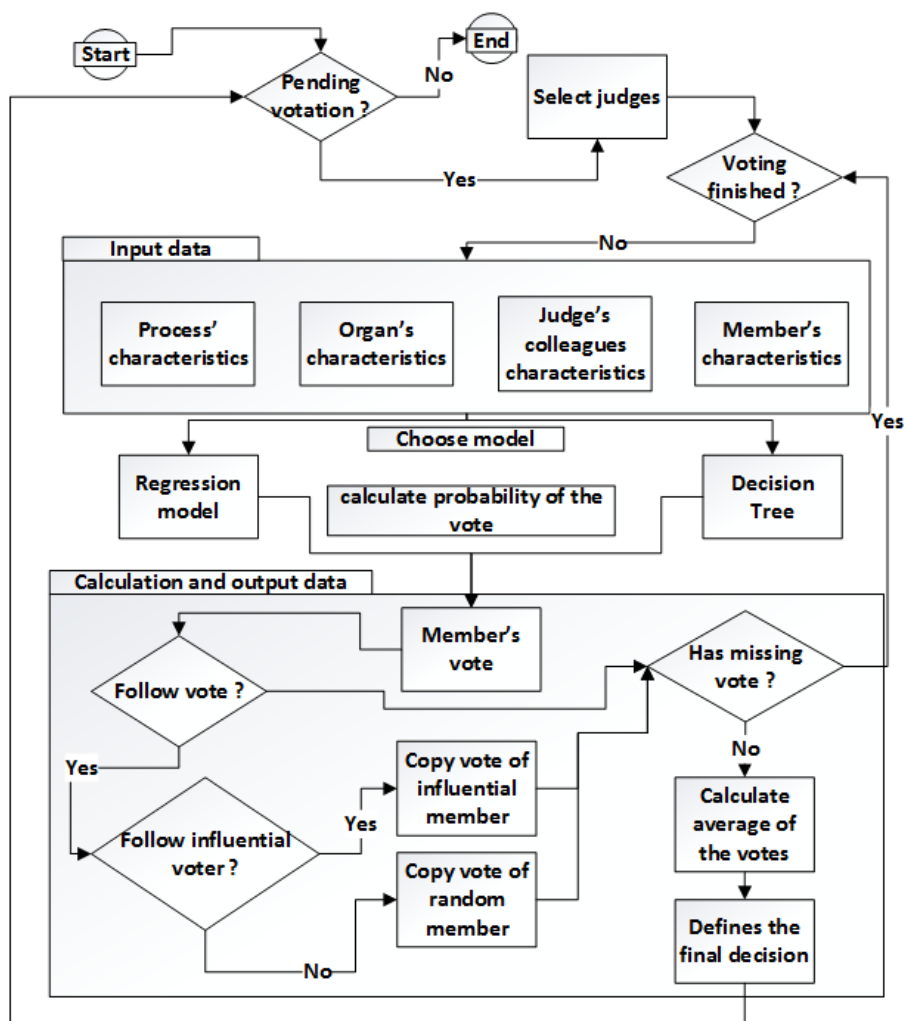 Start
End
No
Pending
votation ?
Select judges
Yes
Voting
finished ?
No
Input data
Process'
characteristics
Organ's
characteristics
Judge's
colleagues
characteristics
Member's
characteristics
Yes
Choose model
Regression
model
calculate probability of the
vote
Decision
Tree
Calculation and output data
Member's
vote
Has missing
vote ?
Follow vote ?
No
Yes
Copy vote of
influential
member
Calculate
average of
the votes
Yes
Follow influential
voter ?
Copy vote of
random
member
Defines the
final decision
No